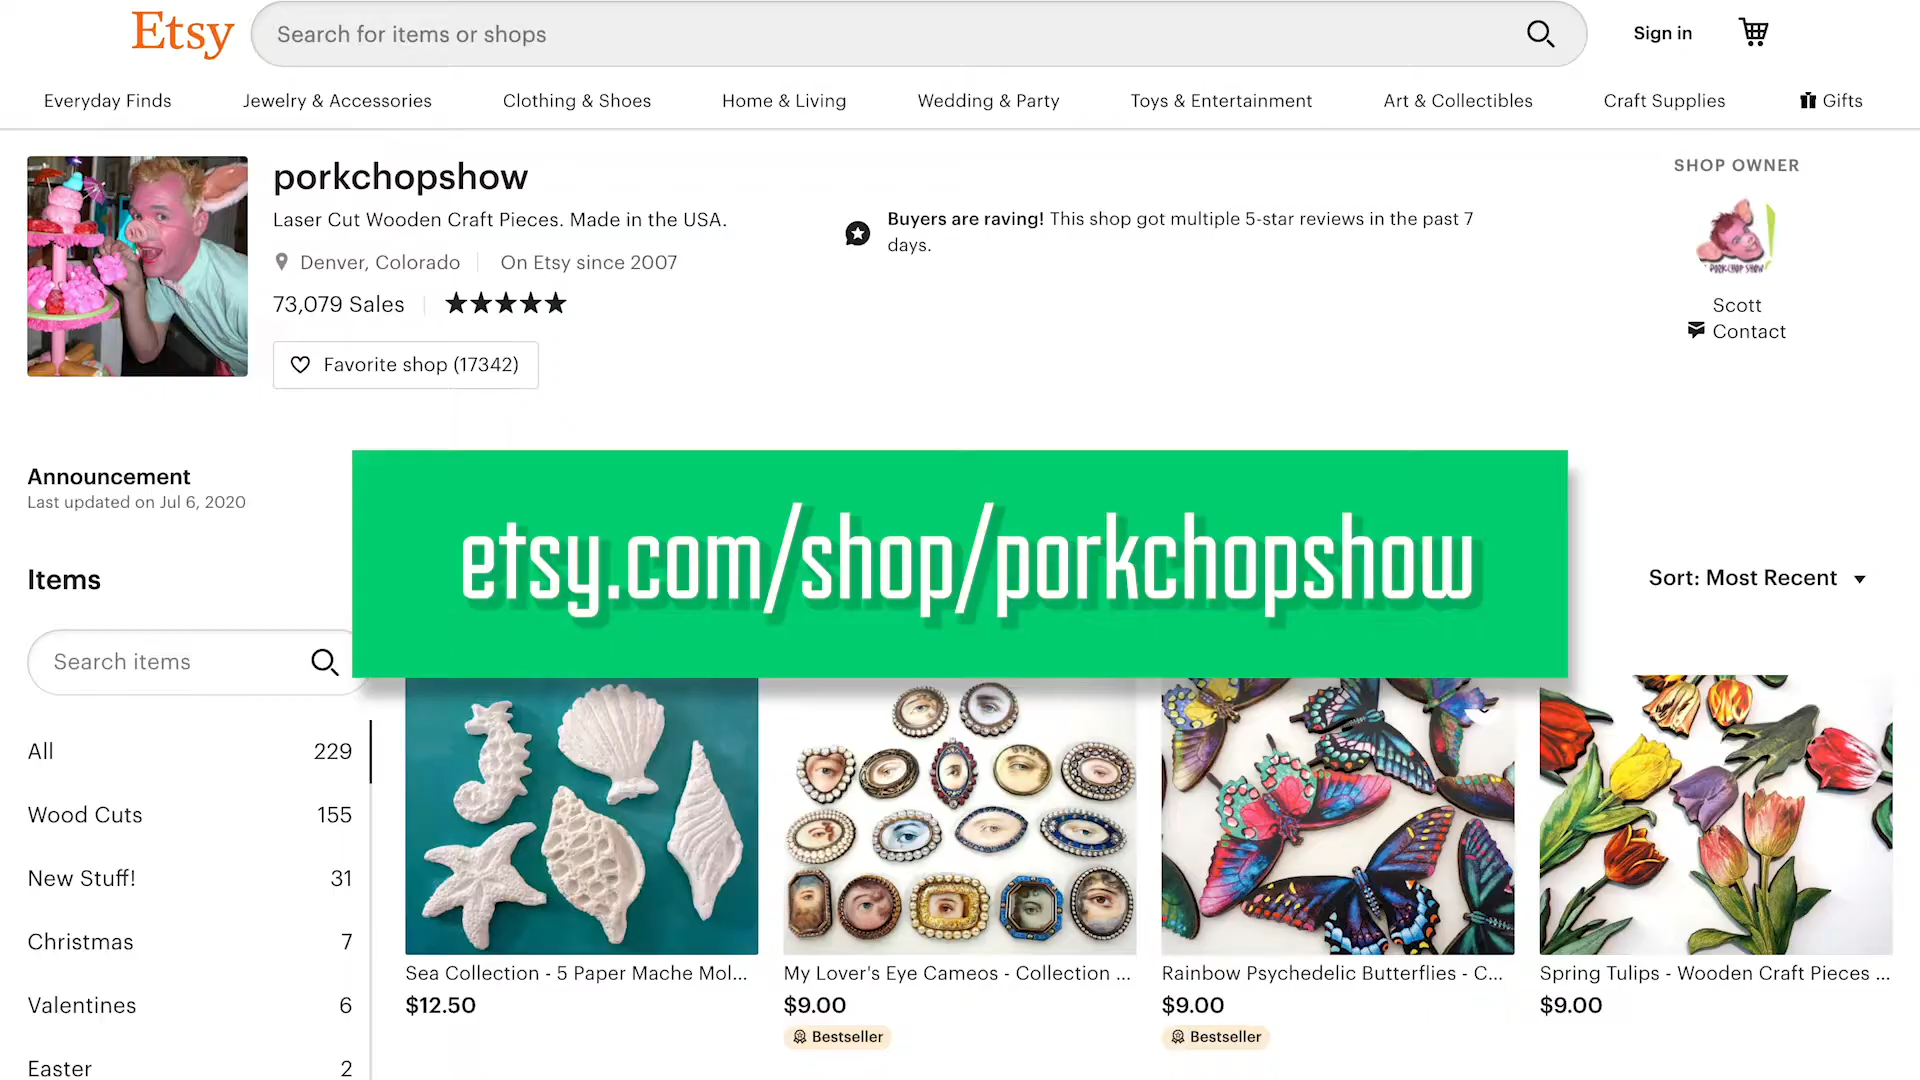 Etsy
Search for items or shops
Sign in
Everyday Finds
Jewelry & Accessories
Clothing & Shoes
Home & Living
Wedding & Party
Toys & Entertainment
Art & Collectibles
Craft Supplies
Gifts
porkchopshow
Laser Cut Wooden Craft Pieces. Made in the USA.
Denver, Colorado
On Etsy since 2007
73,079 Sales
Favorite shop (17342)
Buyers are raving! This shop got multiple 5-star reviews in the past 7
days.
SHOP OWNER
PORKCHOP SHOW
Scott
Contact
Announcement
Last updated on Jul 6, 2020
etsy.com/shop/porkchopshow
Items
Sort: Most Recent
Search items
All 229
Wood Cuts 155
New Stuff! 31
Christmas 7
Valentines 6
Easter 2
Sea Collection - 5 Paper Mache Mol...
$12.50
My Lover's Eye Cameos - Collection ...
$9.00
Bestseller
Rainbow Psychedelic Butterflies - C...
$9.00
Bestseller
Spring Tulips - Wooden Craft Pieces ...
$9.00